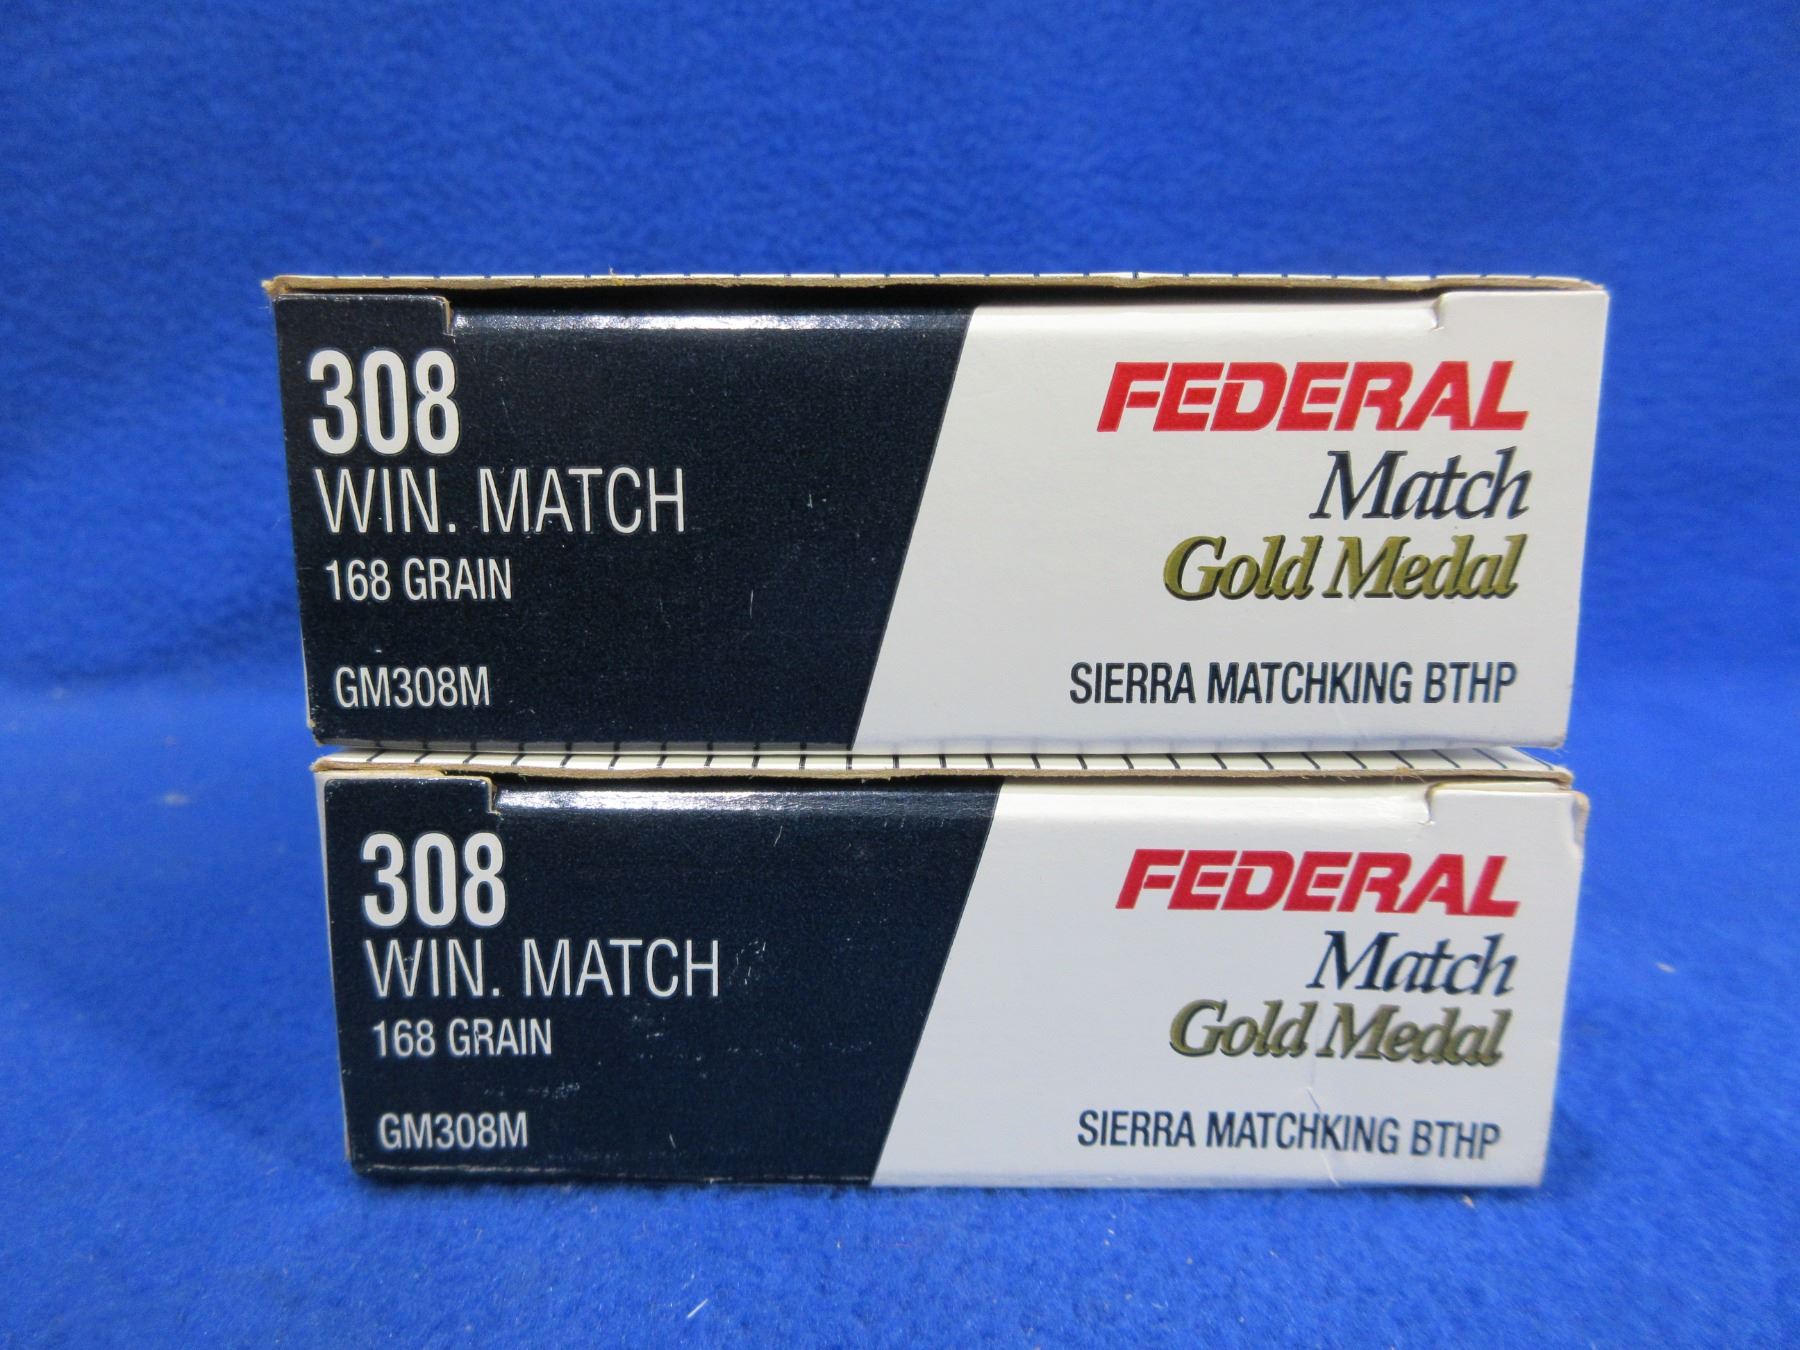 308
WIN. MATCH
168 GRAIN
GM308M
FEDERAL
Match
Gold Medal
SIERRA MATCHKING BTHP
308
WIN. MATCH
168 GRAIN
GM308M
FEDERAL
Match
Gold Medal
SIERRA MATCHKING BTHP